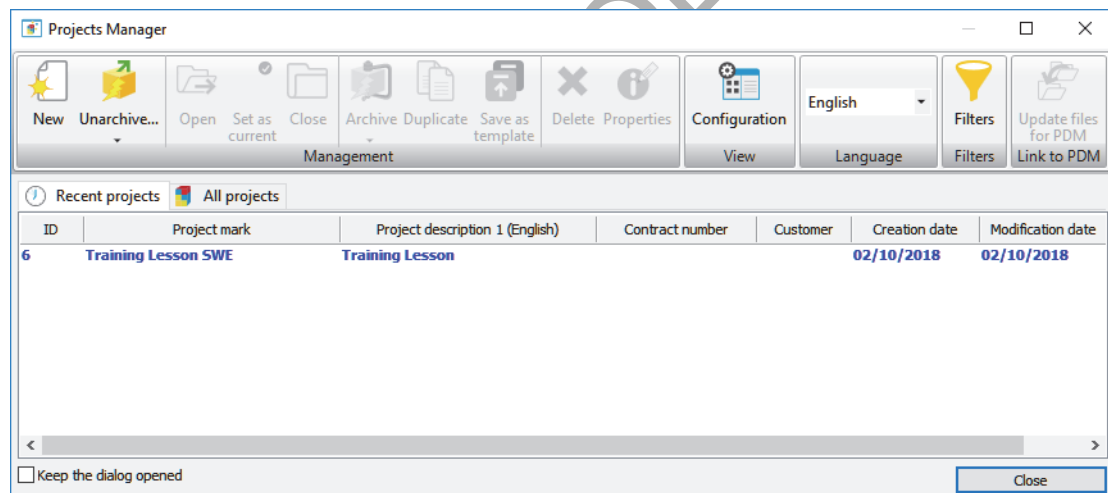 Projects Manager
New Unarchive... Open Set as current Close Archive Duplicate Save as template Delete Properties Configuration English Filters Update files for PDM
Management View Language Filters Link to PDM
Recent projects All projects
ID Project mark Project description 1 (English) Contract number Customer Creation date Modification date
6 Training Lesson SWE Training Lesson 02/10/2018 02/10/2018
Keep the dialog opened Close